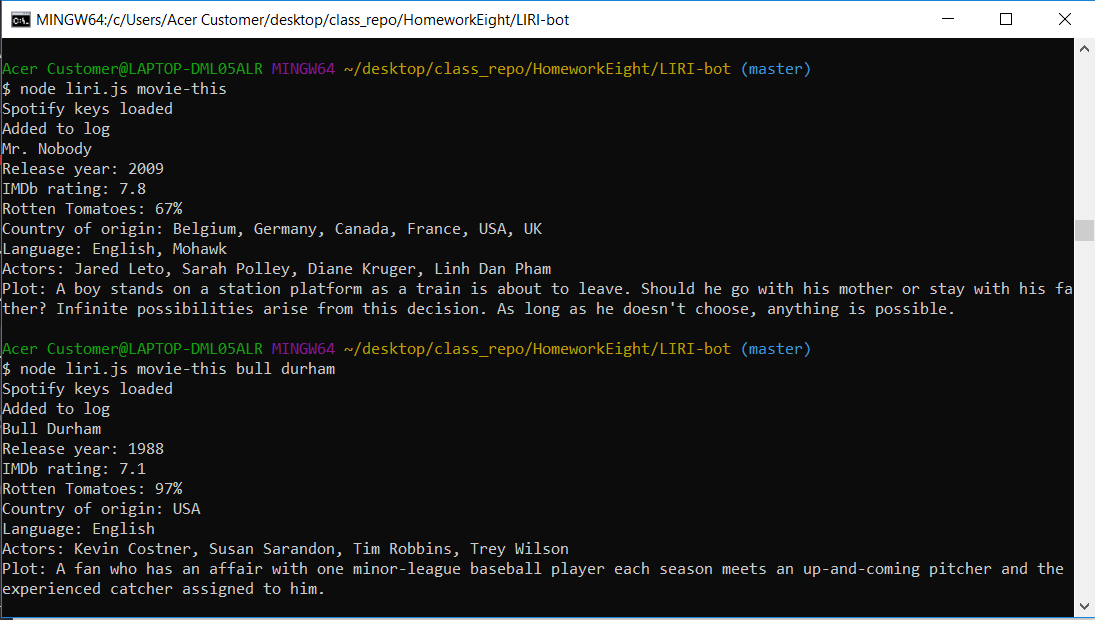 MINGW64:/c/Users/Acer Customer/desktop/class_repo/HomeworkEight/LIRI-bot
Acer Customer@LAPTOP-DML05ALR MINGW64 ~/desktop/class_repo/HomeworkEight/LIRI-bot (master)
$ node liri.js movie-this
Spotify keys loaded
Added to log
Mr. Nobody
Release year: 2009
IMDb rating: 7.8
Rotten Tomatoes: 67%
Country of origin: Belgium, Germany, Canada, France, USA, UK
Language: English, Mohawk
Actors: Jared Leto, Sarah Polley, Diane Kruger, Linh Dan Pham
Plot: A boy stands on a station platform as a train is about to leave. Should he go with his mother or stay with his fa
ther? Infinite possibilities arise from this decision. As long as he doesn't choose, anything is possible.
Acer Customer@LAPTOP-DML05ALR MINGW64 ~/desktop/class_repo/HomeworkEight/LIRI-bot (master)
$ node liri.js movie-this bull durham
Spotify keys loaded
Added to log
Bull Durham
Release year: 1988
IMDb rating: 7.1
Rotten Tomatoes: 97%
Country of origin: USA
Language: English
Actors: Kevin Costner, Susan Sarandon, Tim Robbins, Trey Wilson
Plot: A fan who has an affair with one minor-league baseball player each season meets an up-and-coming pitcher and the
experienced catcher assigned to him.